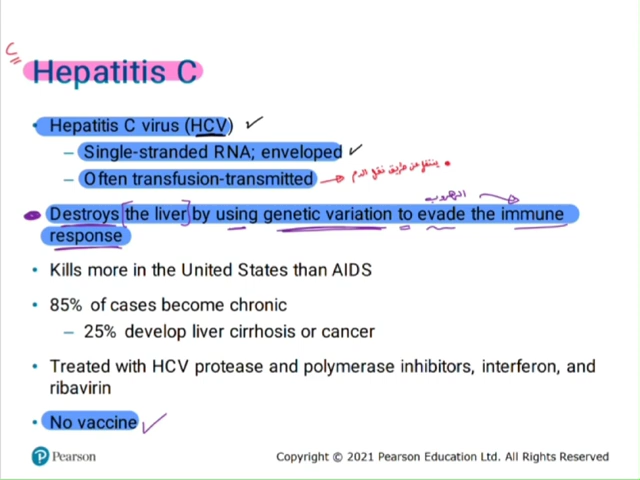 C
Hepatitis C
• Hepatitis C virus (HCV)
– Single-stranded RNA; enveloped
– Often transfusion-transmitted ينتقل عن طريق نقل الدم
الهروب
• Destroys [the liver] by using genetic variation to evade the immune
response
• Kills more in the United States than AIDS
• 85% of cases become chronic
– 25% develop liver cirrhosis or cancer
• Treated with HCV protease and polymerase inhibitors, interferon, and
ribavirin
• No vaccine
P Pearson
Copyright © 2021 Pearson Education Ltd. All Rights Reserved